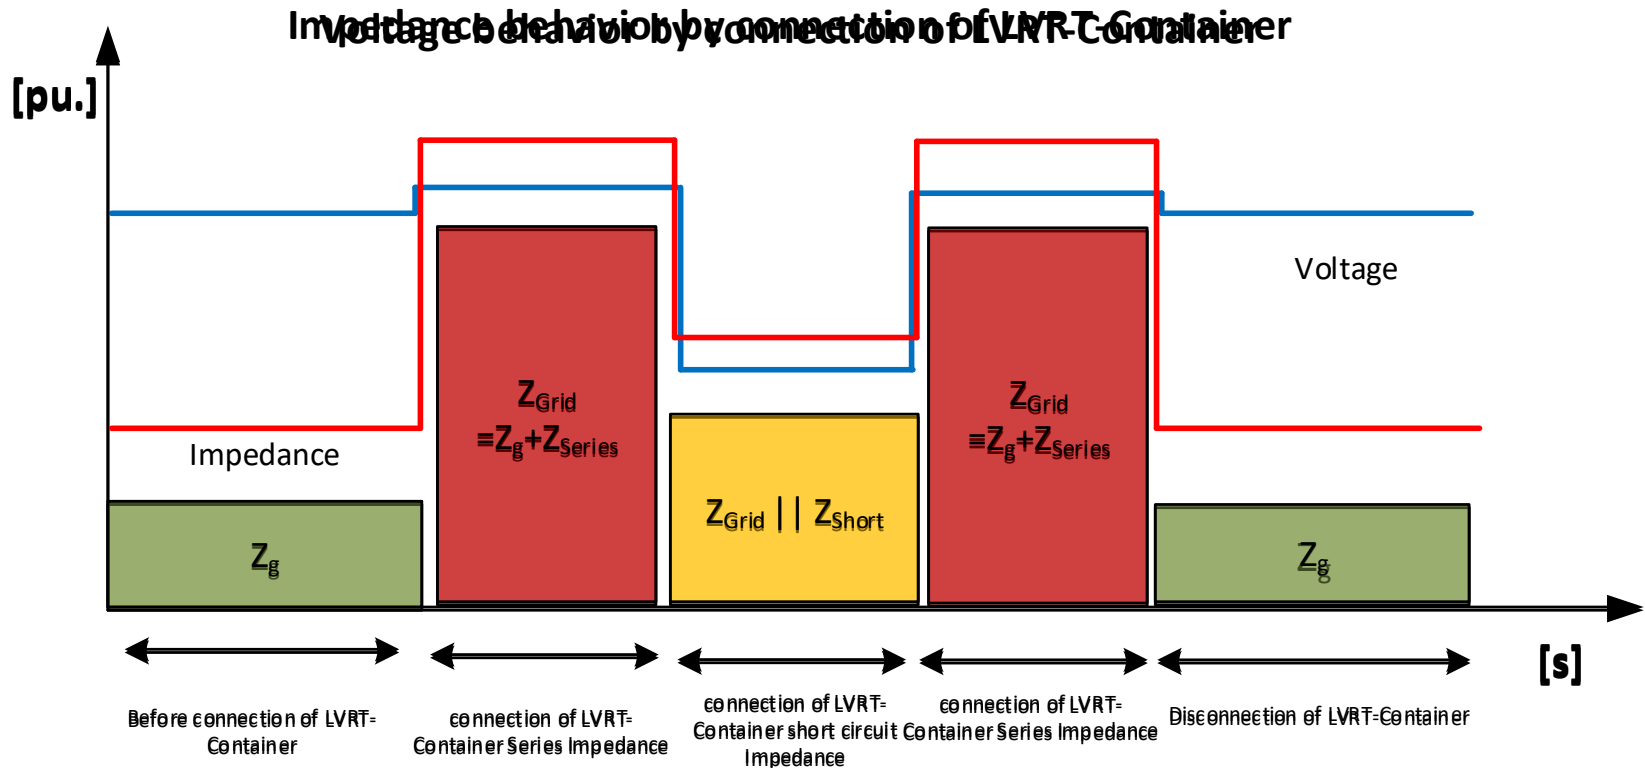 Impedance behavior by connection of LVRT-Container
Voltage behavior by connection of LVRT-Container
[pu.]
Voltage
Impedance
Z_Grid
=Z_g+Z_Series
Z_Grid
=Z_g+Z_Series
Z_Grid || Z_Short
Z_g
Z_g
[s]
Before connection of LVRT-
Container
connection of LVRT-
Container Series Impedance
connection of LVRT-
Container short circuit
Impedance
connection of LVRT-
Container Series Impedance
Disconnection of LVRT-Container